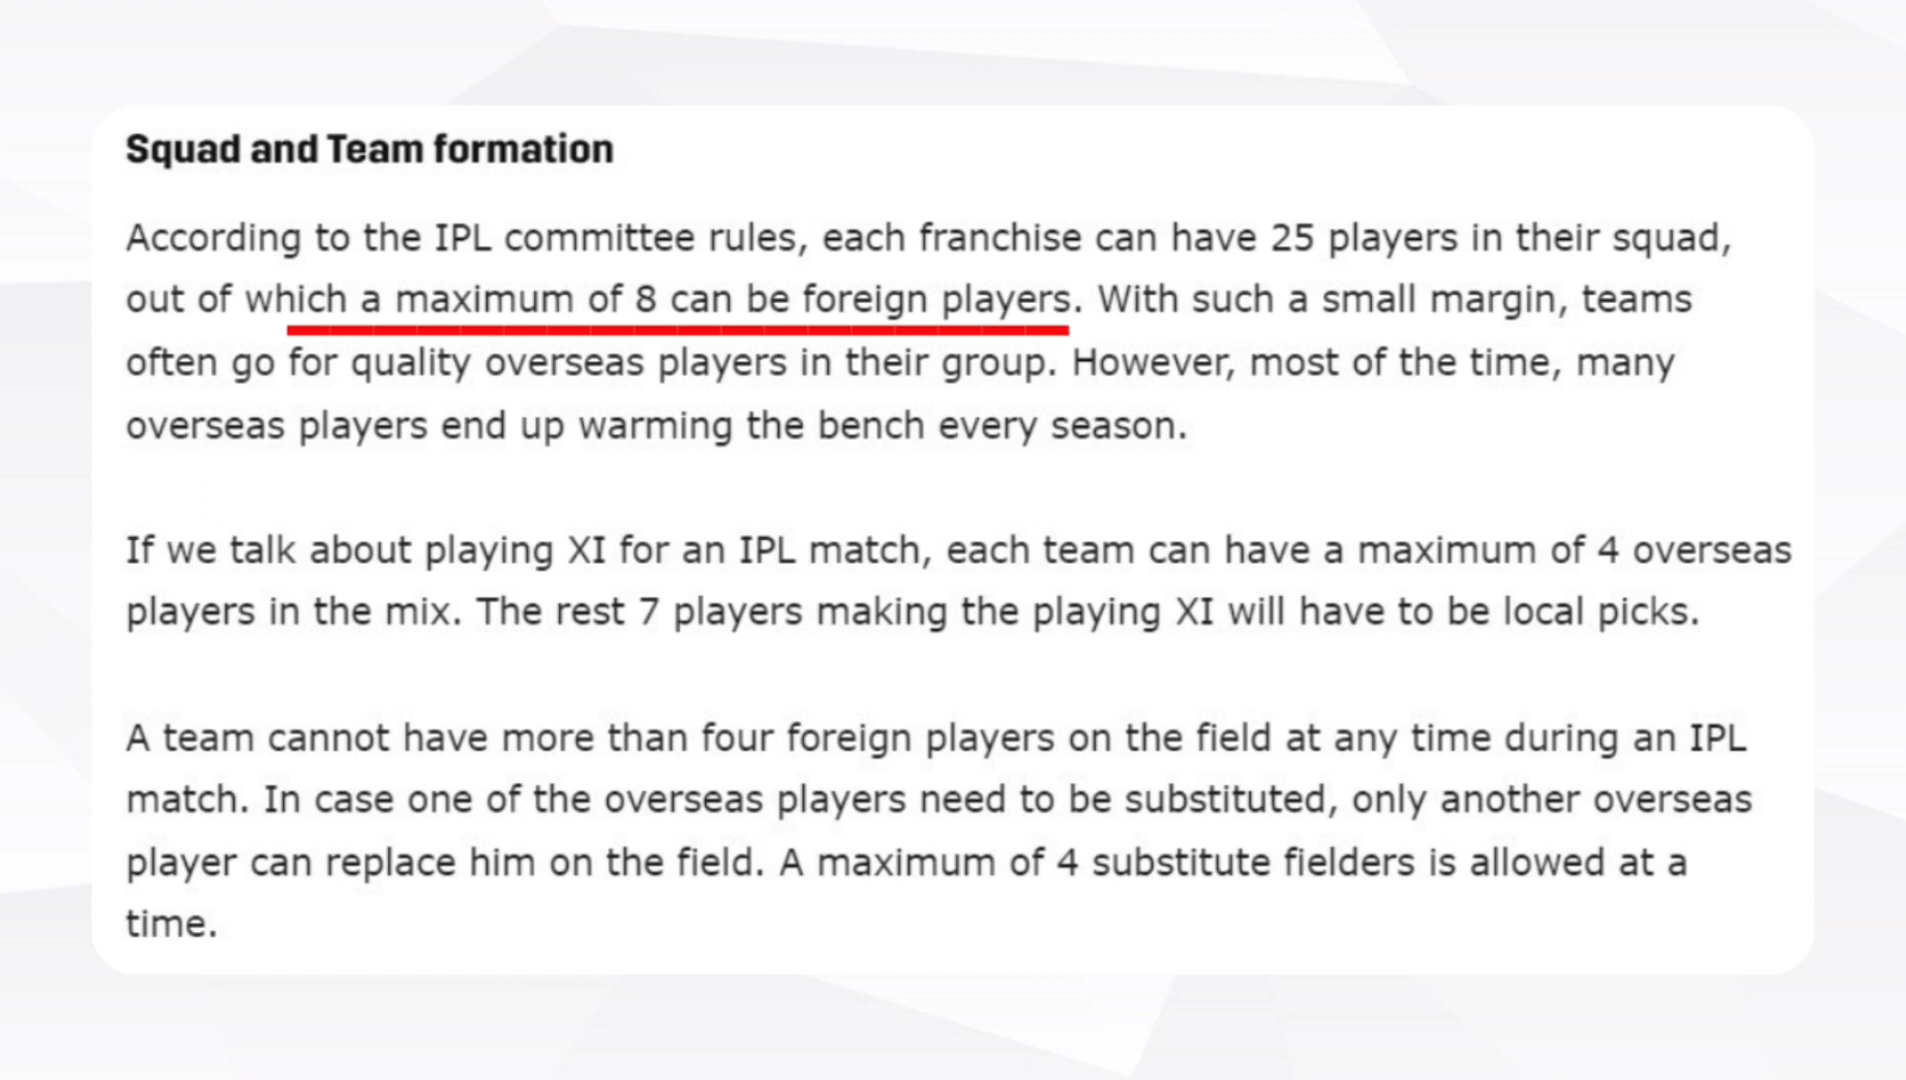 Squad and Team formation
According to the IPL committee rules, each franchise can have 25 players in their squad,
out of which a maximum of 8 can be foreign players. With such a small margin, teams
often go for quality overseas players in their group. However, most of the time, many
overseas players end up warming the bench every season.
If we talk about playing XI for an IPL match, each team can have a maximum of 4 overseas
players in the mix. The rest 7 players making the playing XI will have to be local picks.
A team cannot have more than four foreign players on the field at any time during an IPL
match. In case one of the overseas players need to be substituted, only another overseas
player can replace him on the field. A maximum of 4 substitute fielders is allowed at a
time.